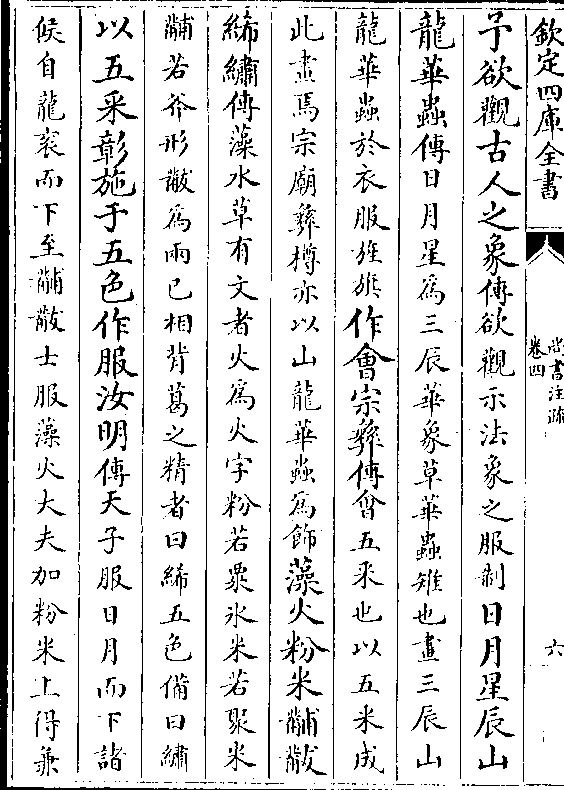 欽定四庫全書
尚書注疏
卷四
六
予欲觀古人之象傳欲觀示法象之服制日月星辰山
龍華蟲傳日月星為三辰華象草華蟲雉也畫三辰山
龍華蟲於衣服旌旗作會宗彝傳會五采也以五采成
此畫焉宗廟彝樽亦以山龍華蟲為飾藻火粉米黼黻
絺繡傳藻水草有文者火為火字粉若粟氷米若聚米
黼若斧形黻為兩已相背葛之精者曰絺五色備曰繡
以五采彰施于五色作服汝明傳天子服日月而下諸
侯自龍衮而下至黼黻士服藻火大夫加粉米上得兼